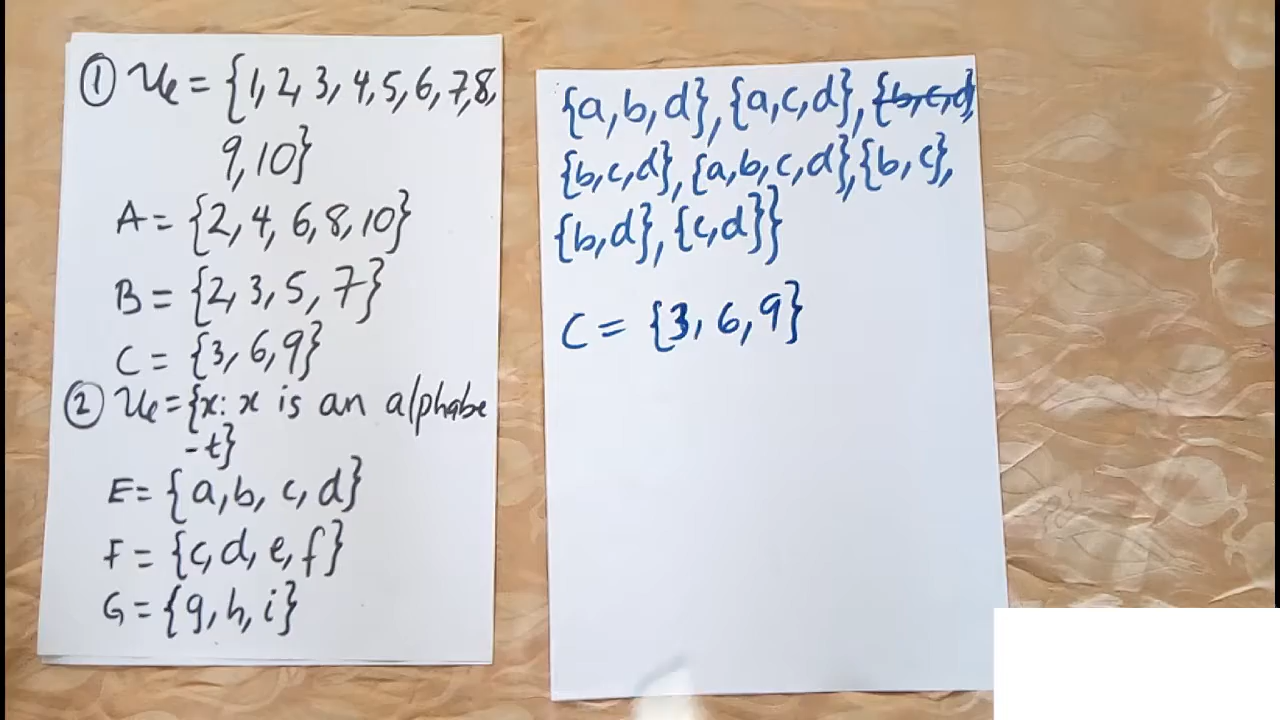 ① U = {1, 2, 3, 4, 5, 6, 7, 8,
9, 10}
A = {2, 4, 6, 8, 10}
B = {2, 3, 5, 7}
C = {3, 6, 9}
② U = {x: x is an alphabe
-t}
E = {a, b, c, d}
F = {c, d, e, f}
G = {g, h, i}
{a, b, d}, {a, c, d}, {b, c, d},
{b, c, d}, {a, b, c, d}, {b, c},
{b, d}, {c, d}}
C = {3, 6, 9}